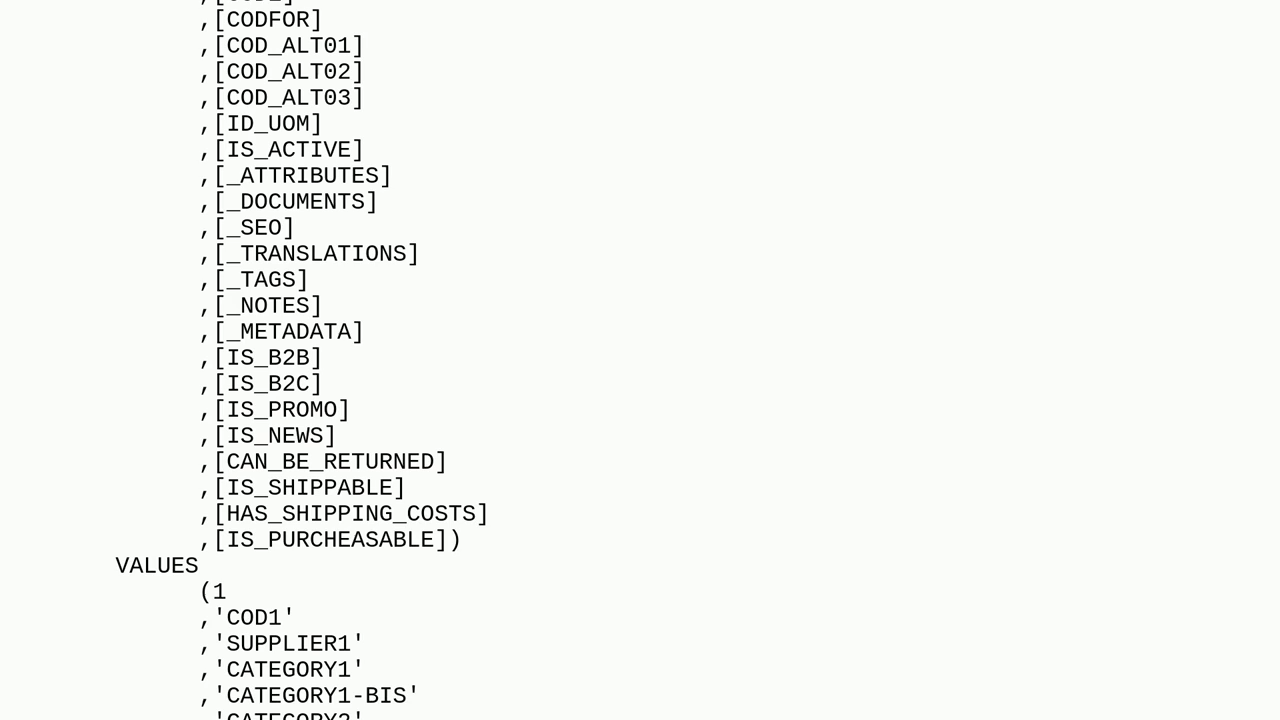 ,[CODFOR]
,[COD_ALT01]
,[COD_ALT02]
,[COD_ALT03]
,[ID_UOM]
,[IS_ACTIVE]
,[_ATTRIBUTES]
,[_DOCUMENTS]
,[_SEO]
,[_TRANSLATIONS]
,[_TAGS]
,[_NOTES]
,[_METADATA]
,[IS_B2B]
,[IS_B2C]
,[IS_PROMO]
,[IS_NEWS]
,[CAN_BE_RETURNED]
,[IS_SHIPPABLE]
,[HAS_SHIPPING_COSTS]
,[IS_PURCHEASABLE])
VALUES
(1
,'COD1'
,'SUPPLIER1'
,'CATEGORY1'
,'CATEGORY1-BIS'